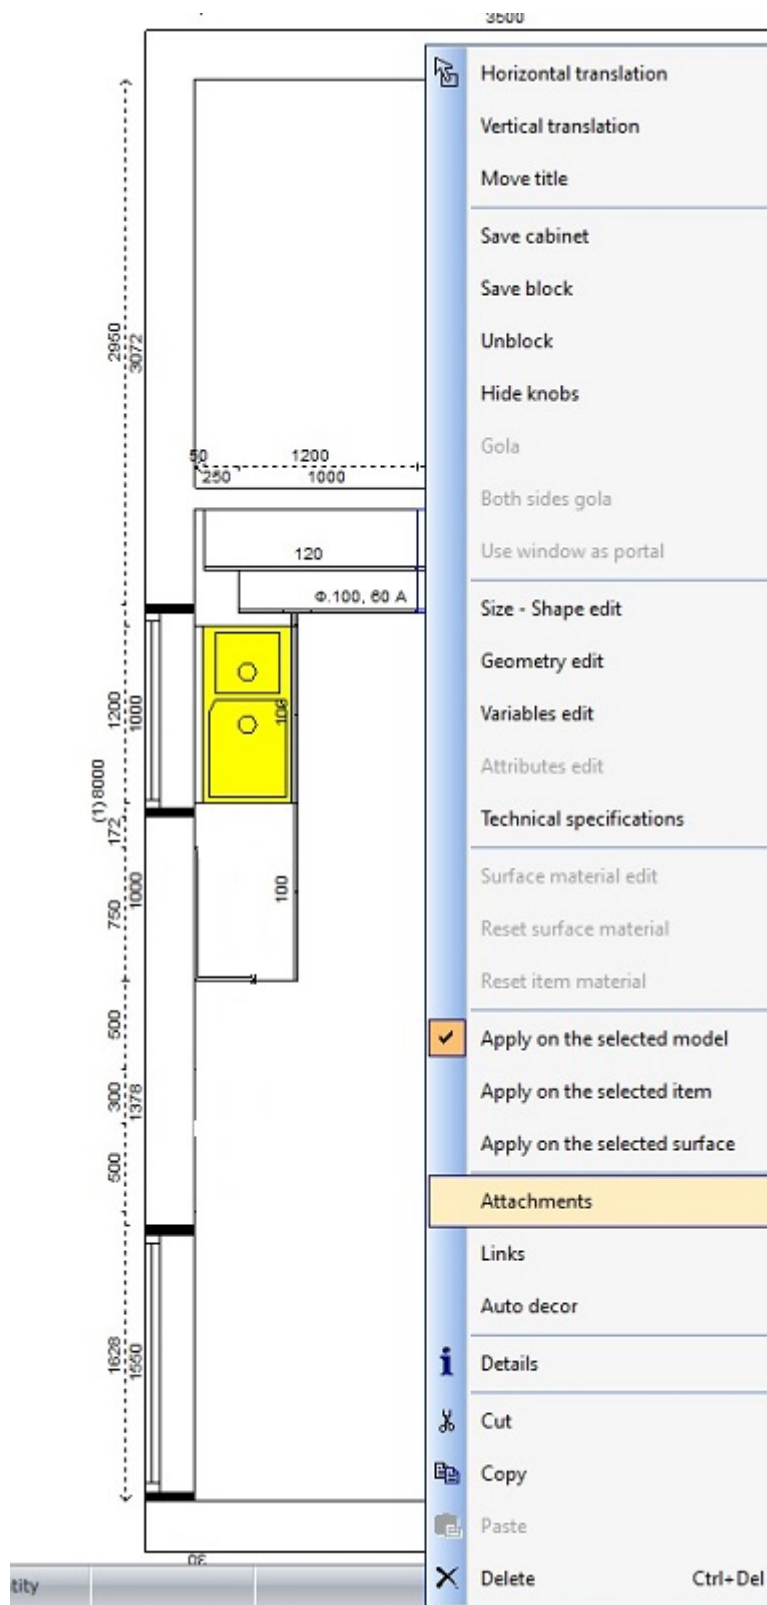 3500
Horizontal translation
Vertical translation
Move title
Save cabinet
Save block
Unblock
Hide knobs
Gola
Both sides gola
Use window as portal
Size - Shape edit
Geometry edit
Variables edit
Attributes edit
Technical specifications
Surface material edit
Reset surface material
Reset item material
Apply on the selected model
Apply on the selected item
Apply on the selected surface
Attachments
Links
Auto decor
Details
Cut
Copy
Paste
Delete Ctrl+Del
2950
3072
50 1200
250 1000
120
Φ.100, 60 A
1200
1000
100
(1) 8000
172
750
1000
100
500
300
1378
500
1628
1550
tity